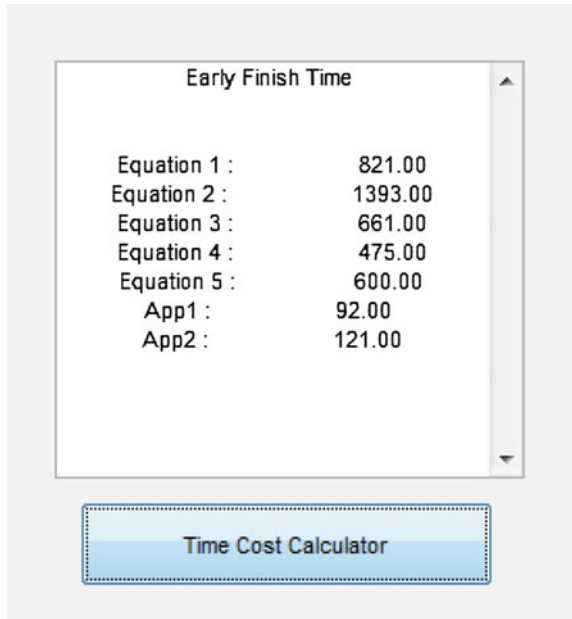 Early Finish Time
Equation 1 : 821.00
Equation 2 : 1393.00
Equation 3 : 661.00
Equation 4 : 475.00
Equation 5 : 600.00
App1 : 92.00
App2 : 121.00
Time Cost Calculator